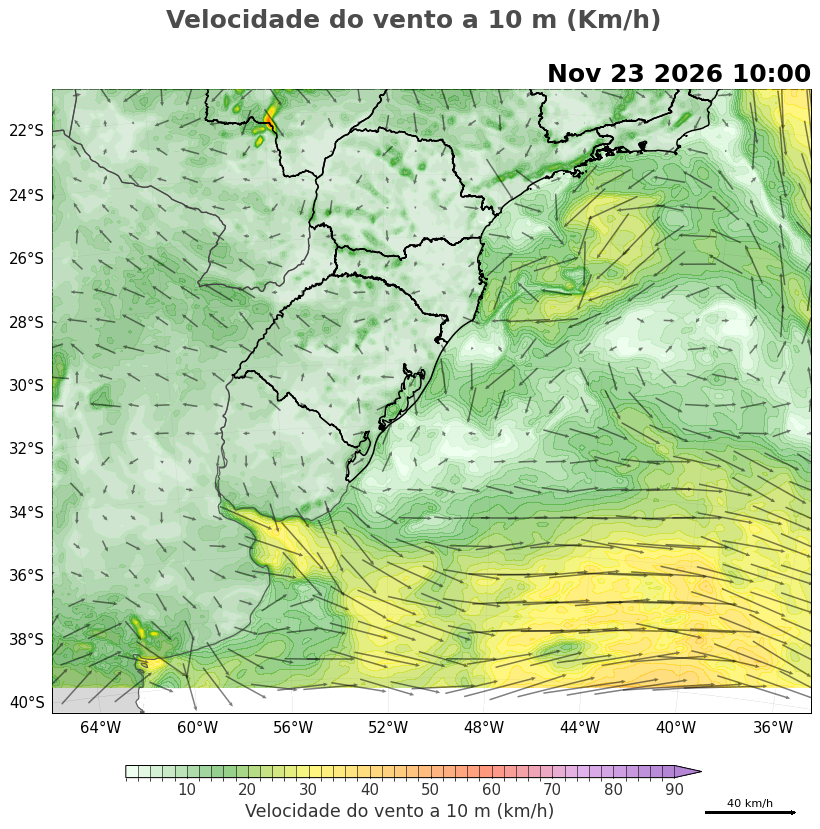 Velocidade do vento a 10 m (Km/h)
Nov 23 2026 10:00
22°S
24°S
26°S
28°S
30°S
32°S
34°S
36°S
38°S
40°S
64°W 60°W 56°W 52°W 48°W 44°W 40°W 36°W
10 20 30 40 50 60 70 80 90
Velocidade do vento a 10 m (km/h)
40 km/h